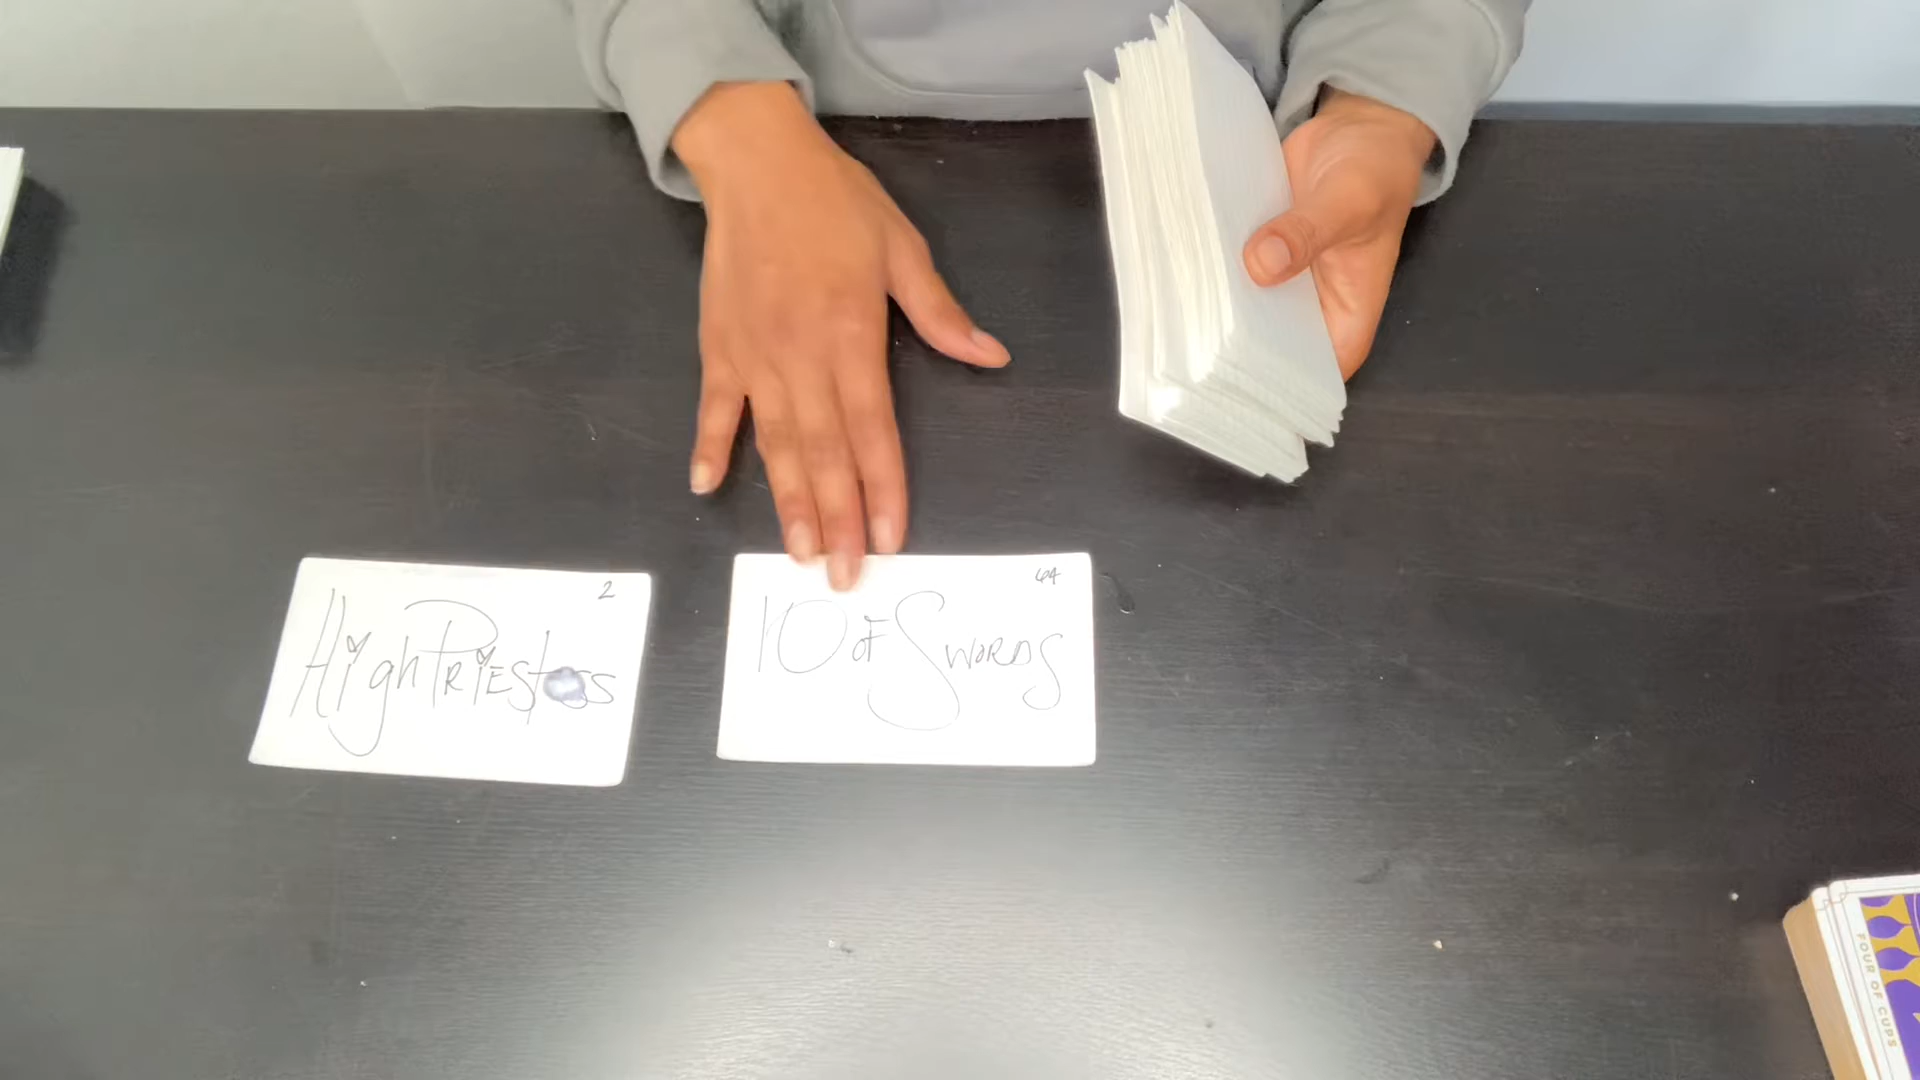 2
High PRiEStess
64
10 OF SWORDS
FOUR OF CUPS